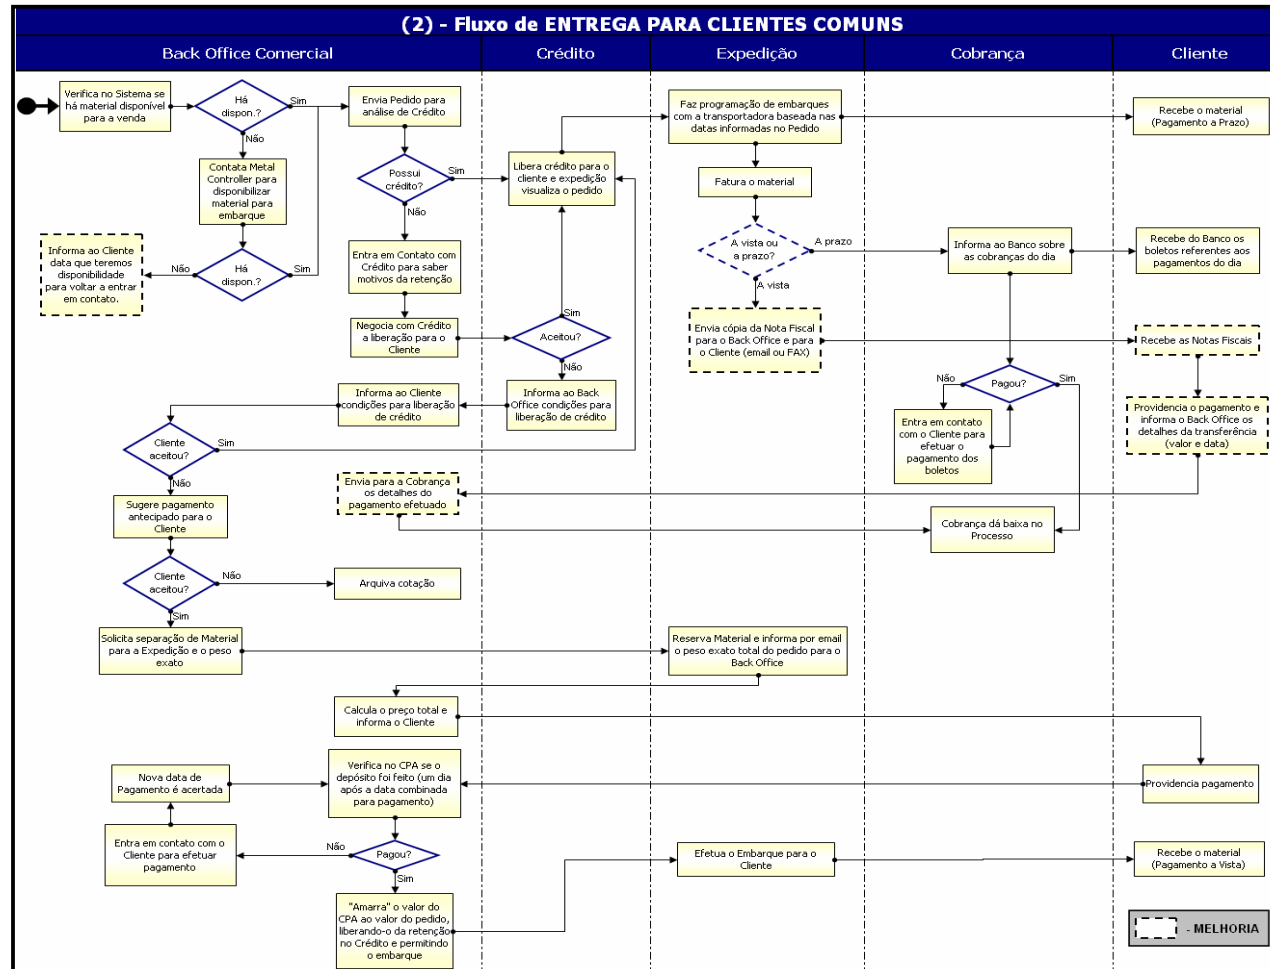 (2) - Fluxo de ENTREGA PARA CLIENTES COMUNS
Back Office Comercial
Crédito
Expedição
Cobrança
Cliente
Verifica no Sistema se
há material disponível
para a venda
Há
dispon.?
Sim
Não
Envia Pedido para
análise de Crédito
Contata Metal
Controller para
disponibilizar
material para
embarque
Possui
crédito?
Sim
Não
Libera crédito para o
cliente e expedição
visualiza o pedido
Faz programação de embarques
com a transportadora baseada nas
datas informadas no Pedido
Recebe o material
(Pagamento a Prazo)
Fatura o material
Informa ao Cliente
data que teremos
disponibilidade
para voltar a entrar
em contato.
Não
Há
dispon.?
Sim
Entra em Contato com
Crédito para saber
motivos da retenção
A vista ou
a prazo?
A prazo
A vista
Informa ao Banco sobre
as cobranças do dia
Recebe do Banco os
boletos referentes aos
pagamentos do dia
Negocia com Crédito
a liberação para o
Cliente
Sim
Aceitou?
Não
Envia cópia da Nota Fiscal
para o Back Office e para
o Cliente (email ou FAX)
Recebe as Notas Fiscais
Informa ao Cliente
condições para liberação
de crédito
Informa ao Back
Office condições para
liberação de crédito
Não
Pagou?
Sim
Entra em contato
com o Cliente para
efetuar o
pagamento dos
boletos
Providencia o pagamento e
informa o Back Office os
detalhes da transferência
(valor e data)
Cliente
aceitou?
Sim
Não
Envia para a Cobrança
os detalhes do
pagamento efetuado
Sugere pagamento
antecipado para o
Cliente
Cobrança dá baixa no
Processo
Cliente
aceitou?
Não
Sim
Arquiva cotação
Solicita separação de Material
para a Expedição e o peso
exato
Reserva Material e informa por email
o peso exato total do pedido para o
Back Office
Calcula o preço total e
informa o Cliente
Nova data de
Pagamento é acertada
Verifica no CPA se o
depósito foi feito (um dia
após a data combinada
para pagamento)
Providencia pagamento
Entra em contato com o
Cliente para efetuar
pagamento
Não
Pagou?
Sim
Efetua o Embarque para o
Cliente
Recebe o material
(Pagamento a Vista)
"Amarra" o valor do
CPA ao valor do pedido,
liberando-o da retenção
no Crédito e permitindo
o embarque
- MELHORIA